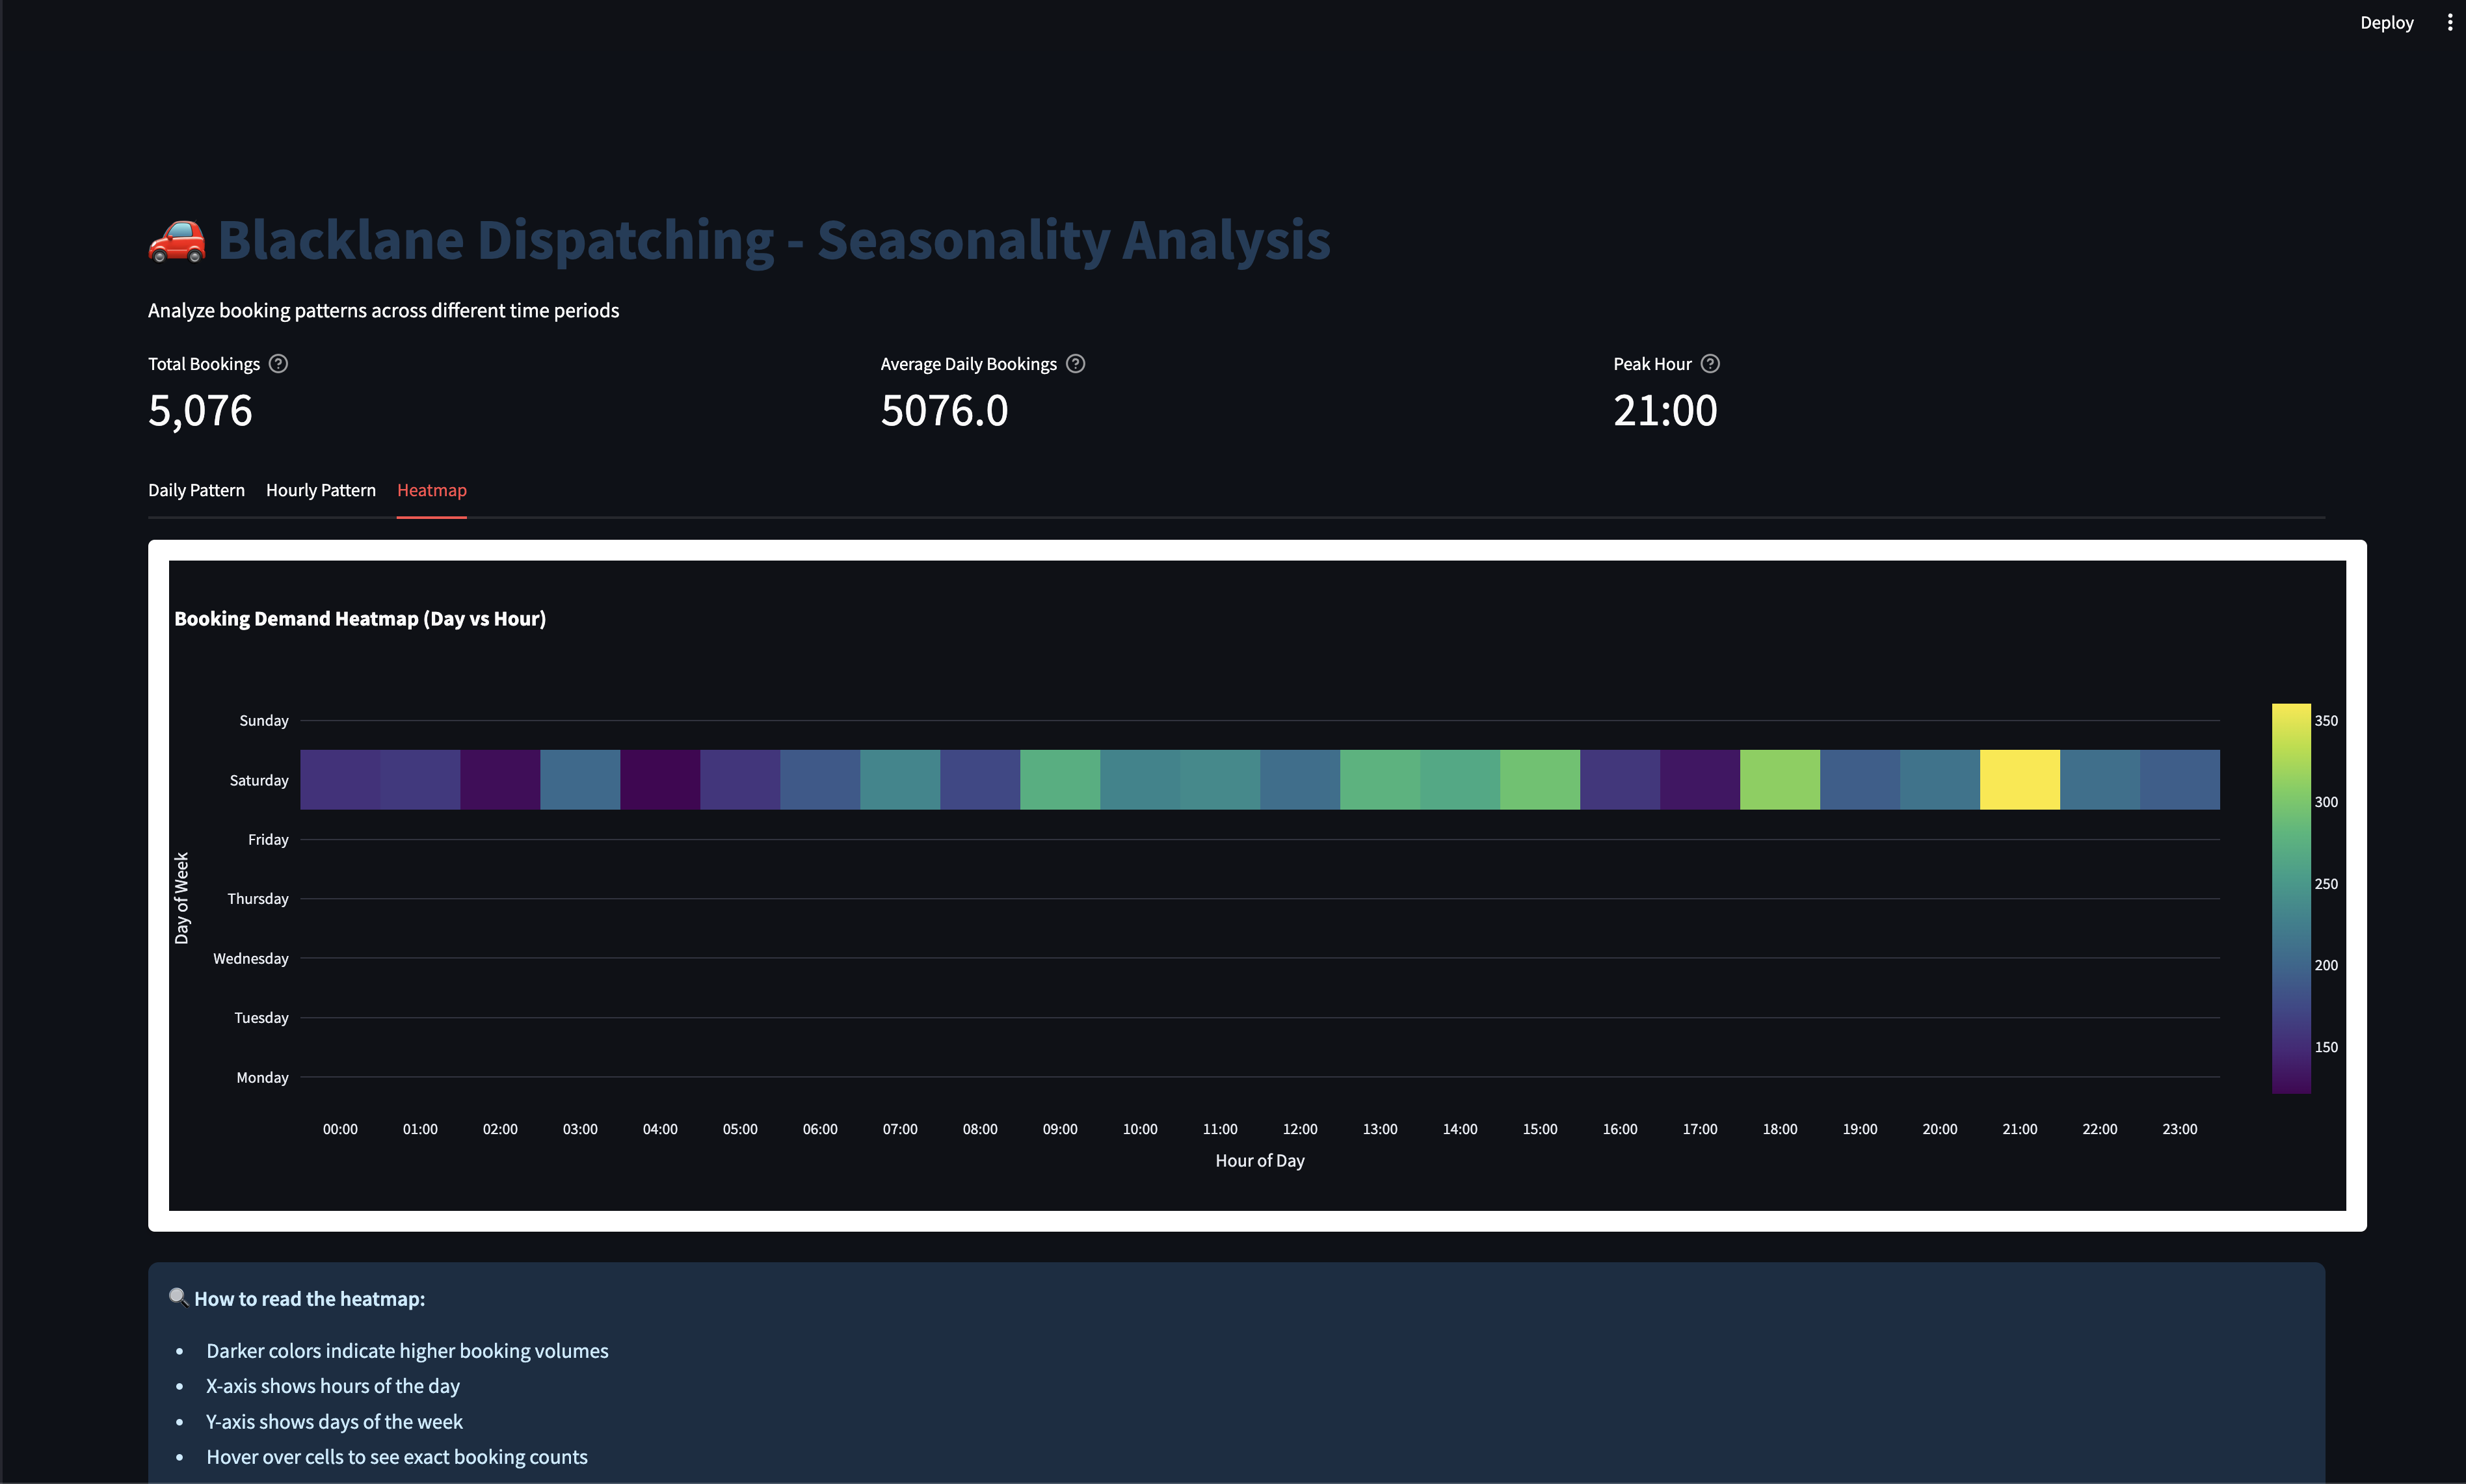 Deploy
Blacklane Dispatching - Seasonality Analysis
Analyze booking patterns across different time periods
Total Bookings ?
Average Daily Bookings ?
Peak Hour ?
5,076
5076.0
21:00
Daily Pattern
Hourly Pattern
Heatmap
Booking Demand Heatmap (Day vs Hour)
Day of Week
Sunday
Saturday
Friday
Thursday
Wednesday
Tuesday
Monday
00:00 01:00 02:00 03:00 04:00 05:00 06:00 07:00 08:00 09:00 10:00 11:00 12:00 13:00 14:00 15:00 16:00 17:00 18:00 19:00 20:00 21:00 22:00 23:00
Hour of Day
350
300
250
200
150
How to read the heatmap:
• Darker colors indicate higher booking volumes
• X-axis shows hours of the day
• Y-axis shows days of the week
• Hover over cells to see exact booking counts